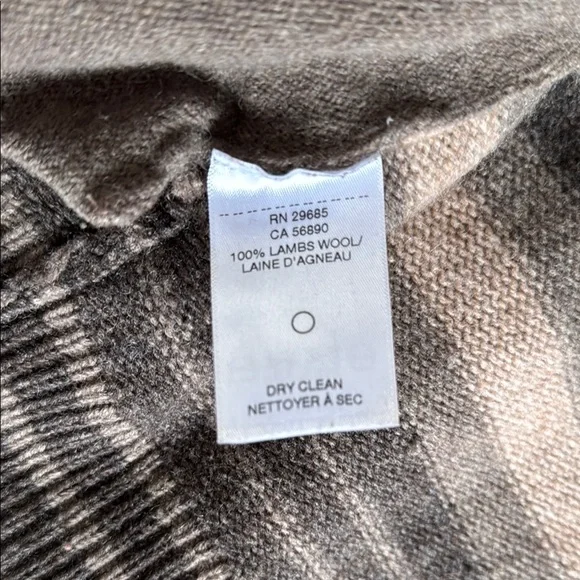 RN 29685
CA 56890
100% LAMBS WOOL/
LAINE D'AGNEAU
DRY CLEAN
NETTOYER À SEC